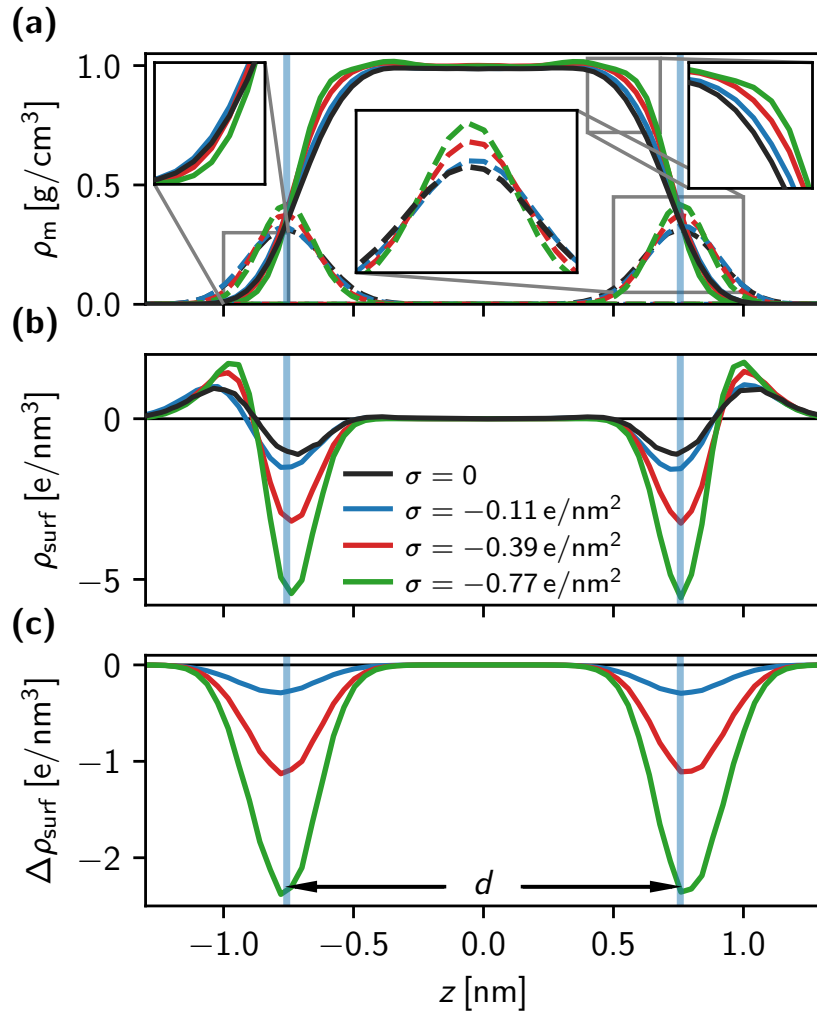 (a)
1.0
0.5
0.0
ρm [g/cm³]
(b)
0
−5
ρsurf [e/nm³]
σ = 0
σ = −0.11 e/nm²
σ = −0.39 e/nm²
σ = −0.77 e/nm²
(c)
0
−1
−2
Δρsurf [e/nm³]
d
−1.0 −0.5 0.0 0.5 1.0
z [nm]